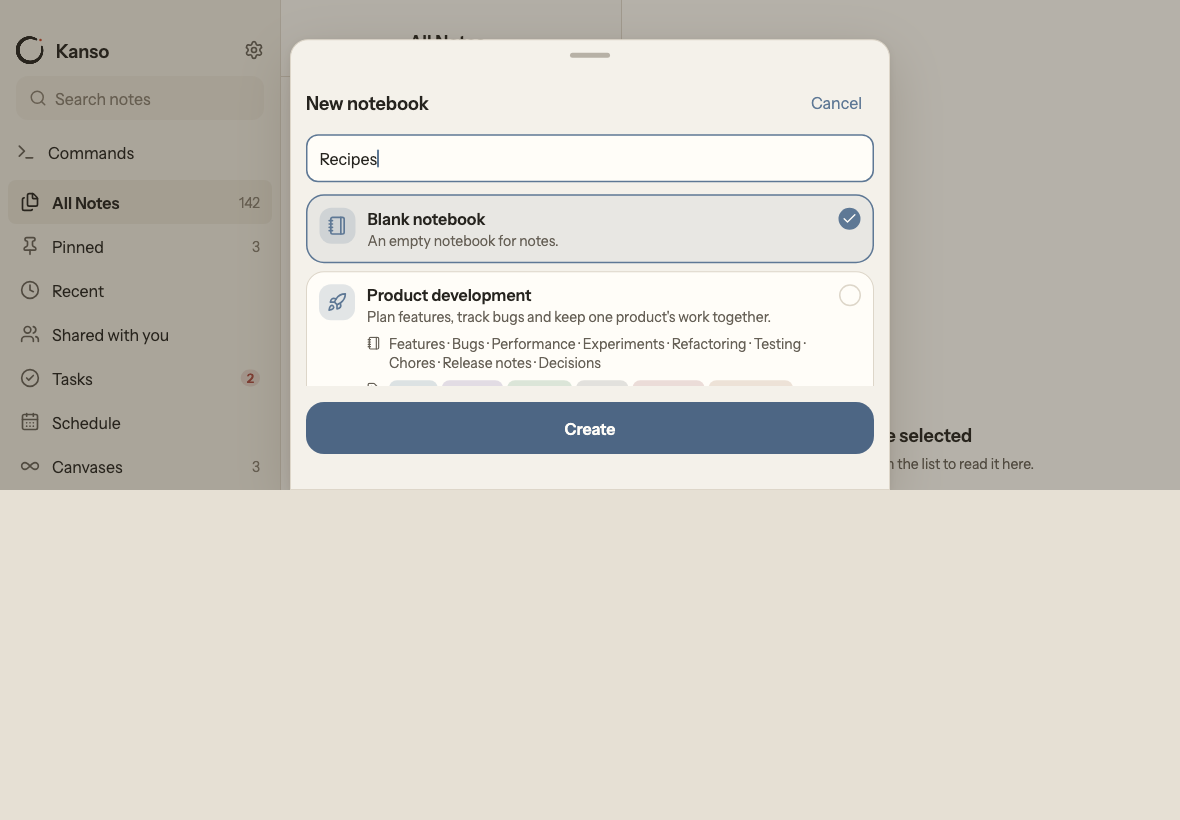 Kanso
Search notes
Commands
All Notes 142
Pinned 3
Recent
Shared with you
Tasks 2
Schedule
Canvases 3
New notebook
Cancel
Recipes
Blank notebook
An empty notebook for notes.
Product development
Plan features, track bugs and keep one product's work together.
Features · Bugs · Performance · Experiments · Refactoring · Testing ·
Chores · Release notes · Decisions
Create
selected
the list to read it here.